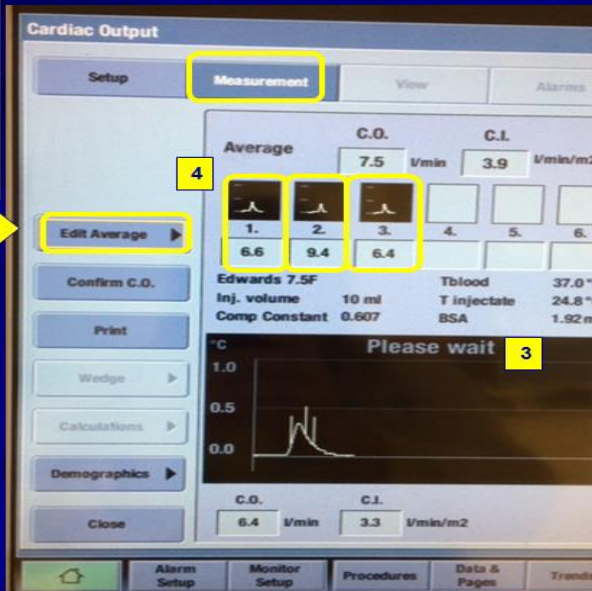 Cardiac Output
Setup Measurement View Alarms
C.O. C.I.
Average 7.5 l/min 3.9 l/min/m2
4
1. 2. 3. 4. 5. 6.
6.6 9.4 6.4
Edit Average
Confirm C.O.
Print
Wedge
Calculations
Demographics
Close
Edwards 7.5F Tblood 37.0°
Inj. volume 10 ml T injectate 24.8°
Comp Constant 0.607 BSA 1.92 m
°C Please wait 3
1.0
0.5
0.0
C.O. C.I.
6.4 l/min 3.3 l/min/m2
Alarm Setup Monitor Setup Procedures Data & Pages Trends